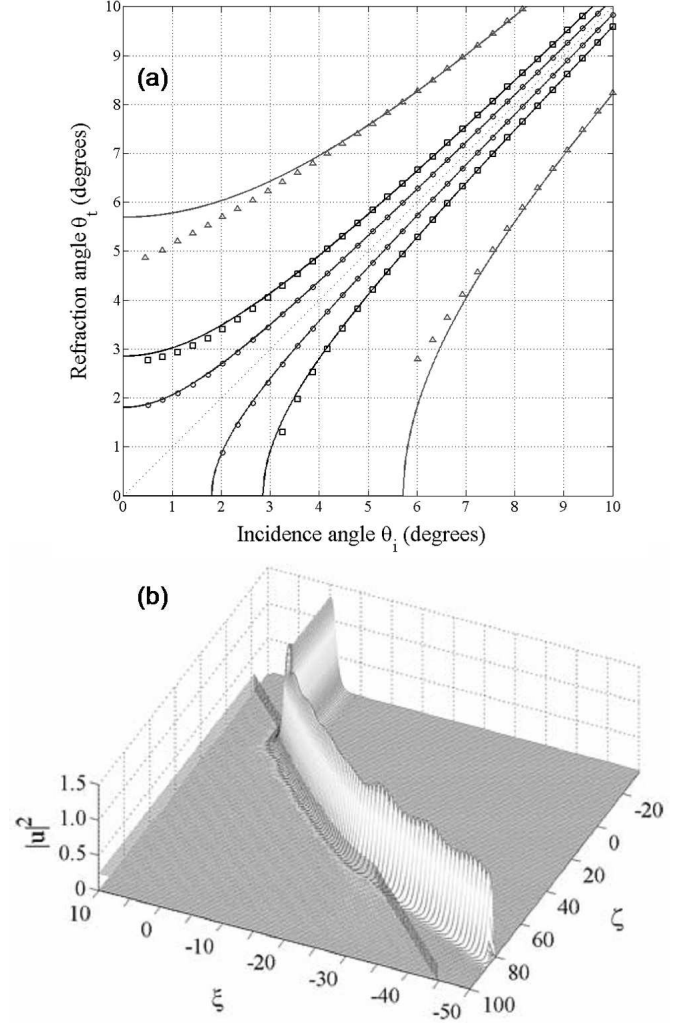 (a)
10
9
8
7
6
5
4
3
2
1
0
Refraction angle θt (degrees)
0 1 2 3 4 5 6 7 8 9 10
Incidence angle θi (degrees)
(b)
1.5
1.0
0.5
0
|u|²
10 0 -10 -20 -30 -40 -50
ξ
-20
0
20
40
60
80
100
ζ